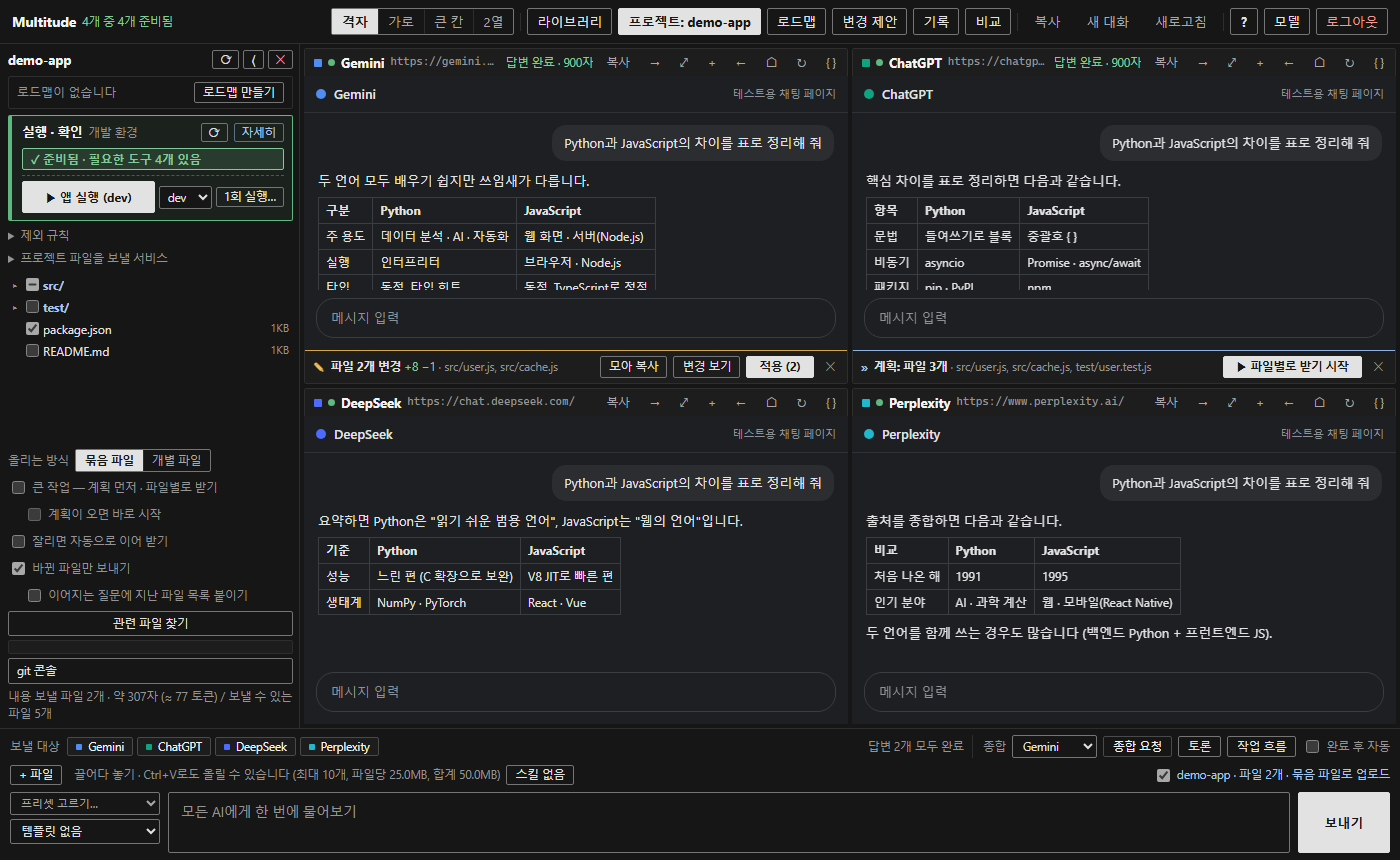 Multitude 4개 중 4개 준비됨 격자 가로 큰 칸 2열 라이브러리 프로젝트: demo-app 로드맵 변경 제안 기록 비교 복사 새 대화 새로고침 ? 모델 로그아웃
demo-app
로드맵이 없습니다 로드맵 만들기
실행 · 확인 개발 환경 자세히
✓ 준비됨 · 필요한 도구 4개 있음
▶ 앱 실행 (dev) dev 1회 실행...
▶ 제외 규칙
▶ 프로젝트 파일을 보낼 서비스
src/
test/
package.json 1KB
README.md 1KB
올리는 방식 묶음 파일 개별 파일
큰 작업 — 계획 먼저 · 파일별로 받기
계획이 오면 바로 시작
잘리면 자동으로 이어 받기
바뀐 파일만 보내기
이어지는 질문에 지난 파일 목록 붙이기
관련 파일 찾기
git 콘솔
내용 보낼 파일 2개 · 약 307자 (≈ 77 토큰) / 보낼 수 있는
파일 5개
Gemini https://gemini.... 답변 완료 · 900자 복사 → ⤢ + ← ↻ { }
Gemini 테스트용 채팅 페이지
Python과 JavaScript의 차이를 표로 정리해 줘
두 언어 모두 배우기 쉽지만 쓰임새가 다릅니다.
구분 Python JavaScript
주 용도 데이터 분석 · AI · 자동화 웹 화면 · 서버(Node.js)
실행 인터프리터 브라우저 · Node.js
타입 동적, 타입 힌트 동적, TypeScript로 정적
메시지 입력
파일 2개 변경 +8 −1 · src/user.js, src/cache.js 모아 복사 변경 보기 적용 (2) ✕
ChatGPT https://chatgp... 답변 완료 · 900자 복사 → ⤢ + ← ↻ { }
ChatGPT 테스트용 채팅 페이지
Python과 JavaScript의 차이를 표로 정리해 줘
핵심 차이를 표로 정리하면 다음과 같습니다.
항목 Python JavaScript
문법 들여쓰기로 블록 중괄호 { }
비동기 asyncio Promise · async/await
패키지 pip · PyPI npm
메시지 입력
» 계획: 파일 3개 · src/user.js, src/cache.js, test/user.test.js ▶ 파일별로 받기 시작 ✕
DeepSeek https://chat.deepseek.com/ 복사 → ⤢ + ← ↻ { }
DeepSeek 테스트용 채팅 페이지
Python과 JavaScript의 차이를 표로 정리해 줘
요약하면 Python은 "읽기 쉬운 범용 언어", JavaScript는 "웹의 언어"입니다.
기준 Python JavaScript
성능 느린 편 (C 확장으로 보완) V8 JIT로 빠른 편
생태계 NumPy · PyTorch React · Vue
메시지 입력
Perplexity https://www.perplexity.ai/ 복사 → ⤢ + ← ↻ { }
Perplexity 테스트용 채팅 페이지
Python과 JavaScript의 차이를 표로 정리해 줘
출처를 종합하면 다음과 같습니다.
비교 Python JavaScript
처음 나온 해 1991 1995
인기 분야 AI · 과학 계산 웹 · 모바일(React Native)
두 언어를 함께 쓰는 경우도 많습니다 (백엔드 Python + 프런트엔드 JS).
메시지 입력
보낼 대상 Gemini ChatGPT DeepSeek Perplexity 답변 2개 모두 완료 종합 Gemini 종합 요청 토론 작업 흐름 완료 후 자동
+ 파일 끌어다 놓기 · Ctrl+V로도 올릴 수 있습니다 (최대 10개, 파일당 25.0MB, 합계 50.0MB) 스킬 없음 demo-app · 파일 2개 · 묶음 파일로 업로드
프리셋 고르기... 모든 AI에게 한 번에 물어보기 보내기
템플릿 없음